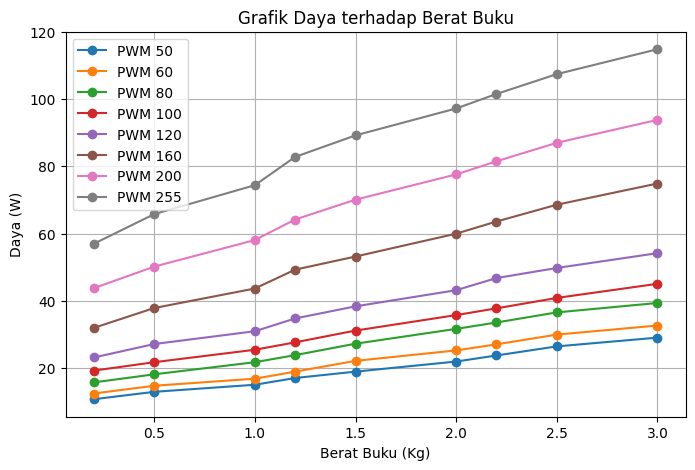 Grafik Daya terhadap Berat Buku
Daya (W)
120
100
80
60
40
20
PWM 50
PWM 60
PWM 80
PWM 100
PWM 120
PWM 160
PWM 200
PWM 255
0.5 1.0 1.5 2.0 2.5 3.0
Berat Buku (Kg)